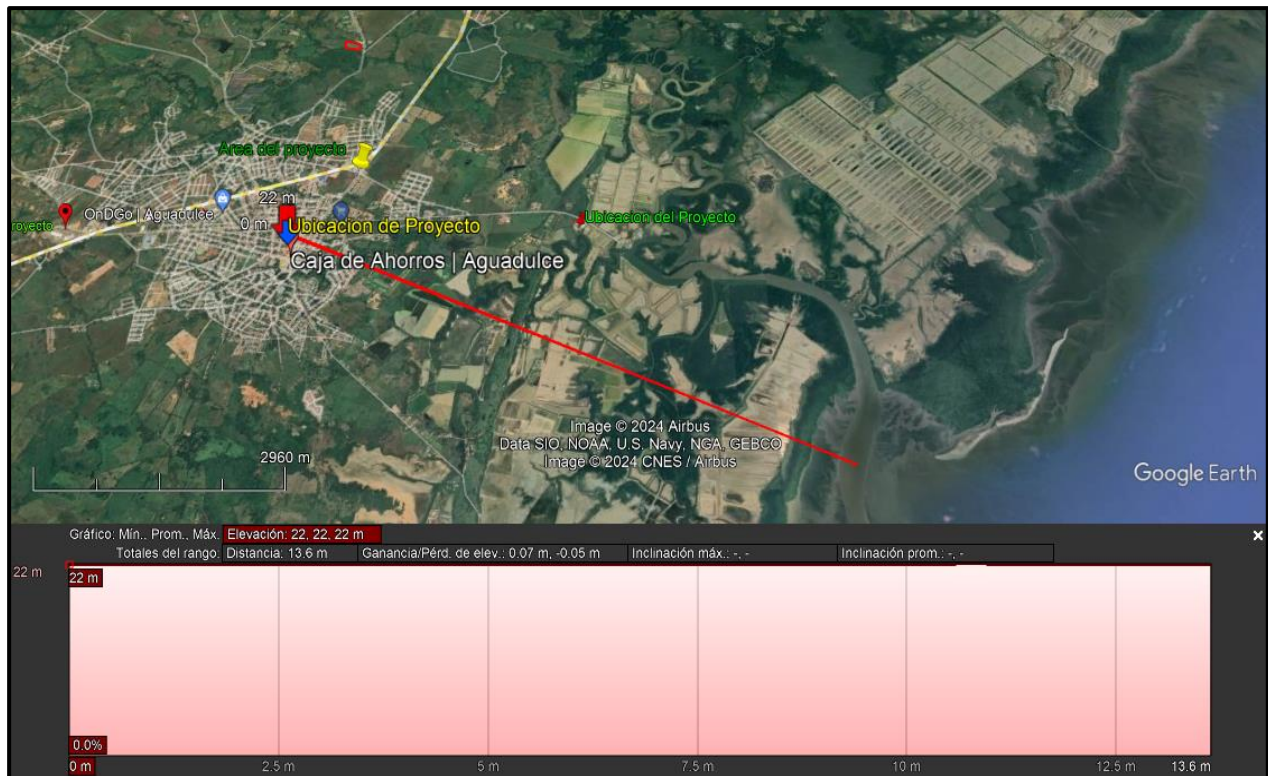 Area del proyecto
22 m
OnDGo | Aguadulce
royecto
0 m
Ubicacion de Proyecto
Ubicacion del Proyecto
Caja de Ahorros | Aguadulce
Image © 2024 Airbus
Data SIO, NOAA, U.S. Navy, NGA, GEBCO
Image © 2024 CNES / Airbus
2960 m
Google Earth
Gráfico: Mín., Prom., Máx. Elevación: 22, 22, 22 m
Totales del rango: Distancia: 13.6 m Ganancia/Pérd. de elev.: 0.07 m, -0.05 m Inclinación máx.: -, - Inclinación prom.: -, -
22 m
22 m
0.0%
0 m 2.5 m 5 m 7.5 m 10 m 12.5 m 13.6 m